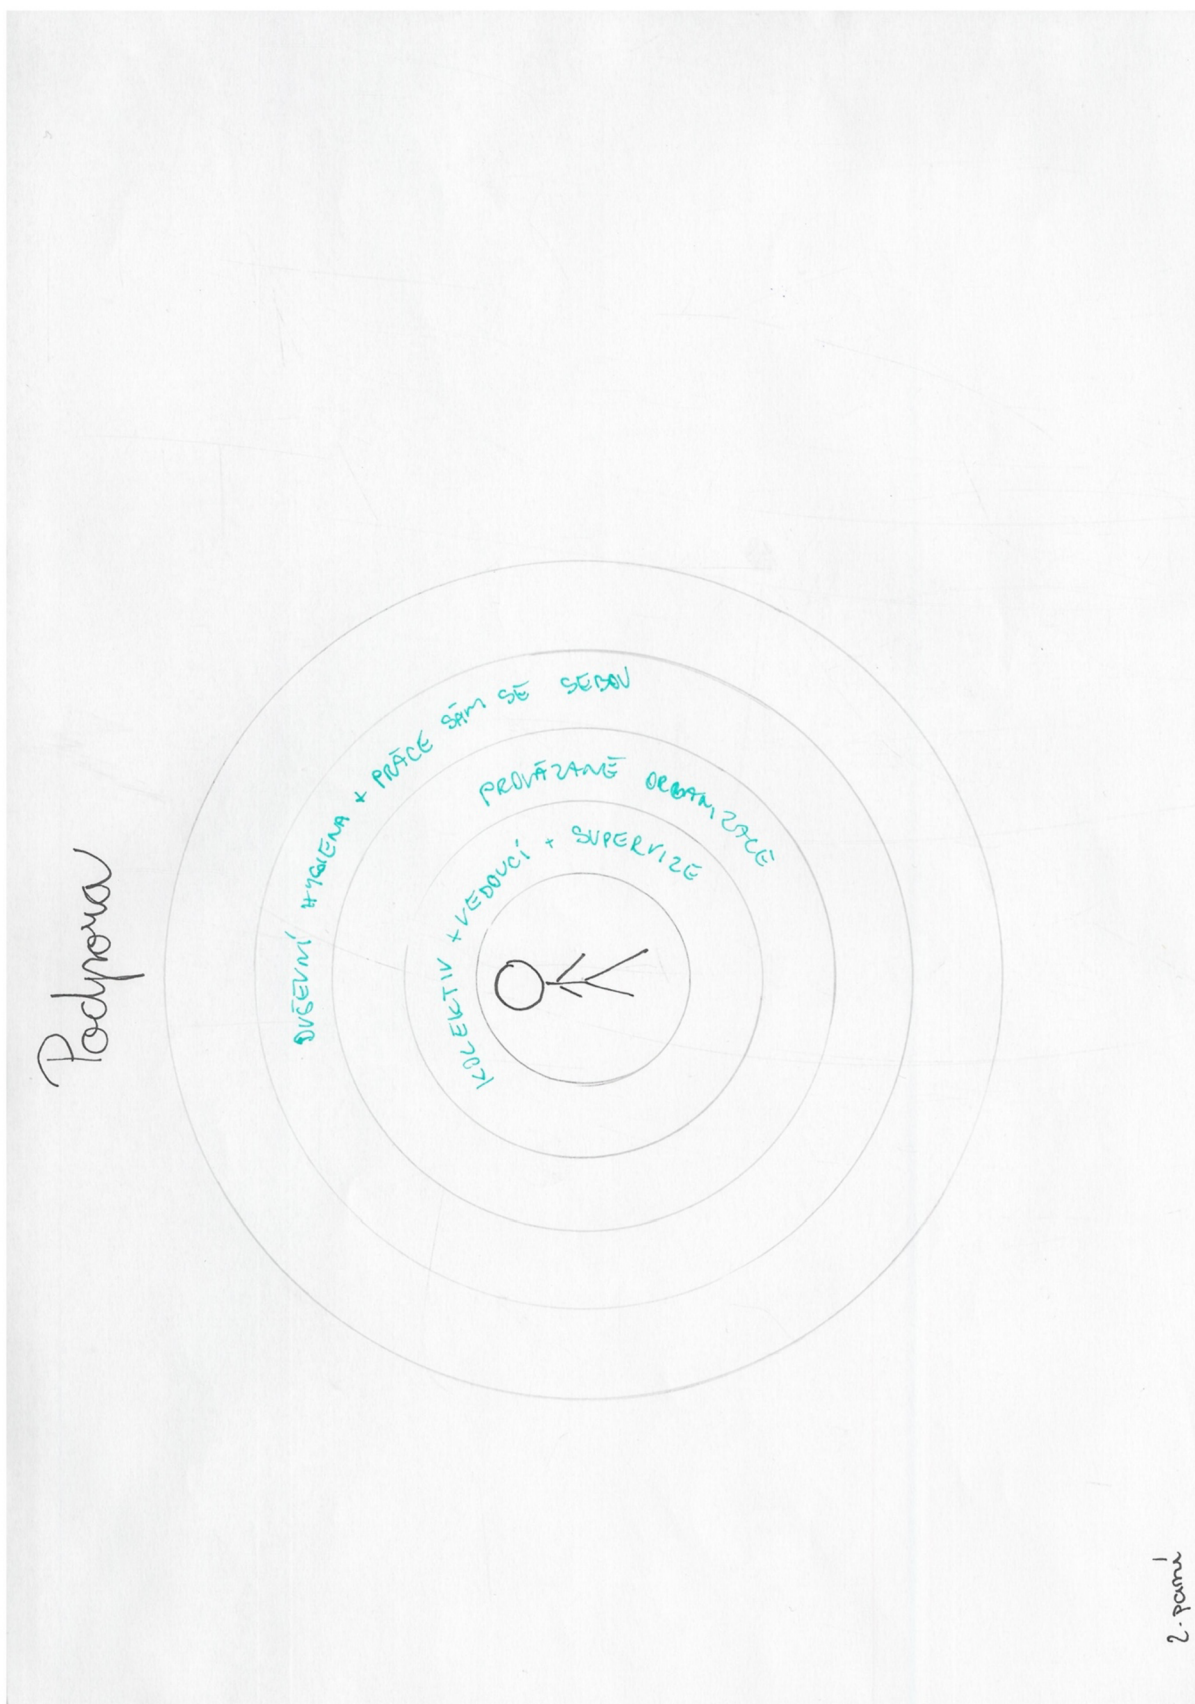 Podpora
DUŠEVNÍ HYGIENA + PRÁCE SÁM SE SEBOU
PROVÁZANÉ ORGANIZACE
KOLEKTIV + VEDOUCÍ + SUPERVIZE
2. paní